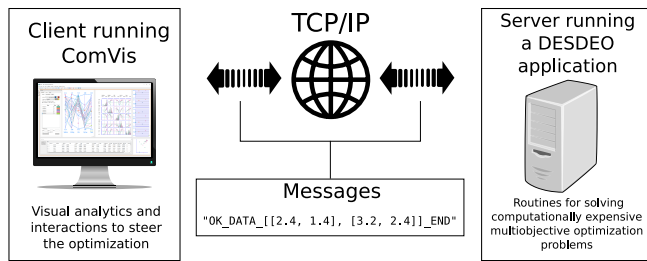 Client running
ComVis
Visual analytics and
interactions to steer
the optimization
TCP/IP
Messages
"OK_DATA_[[2.4, 1.4], [3.2, 2.4]]_END"
Server running
a DESDEO
application
Routines for solving
computationally expensive
multiobjective optimization
problems